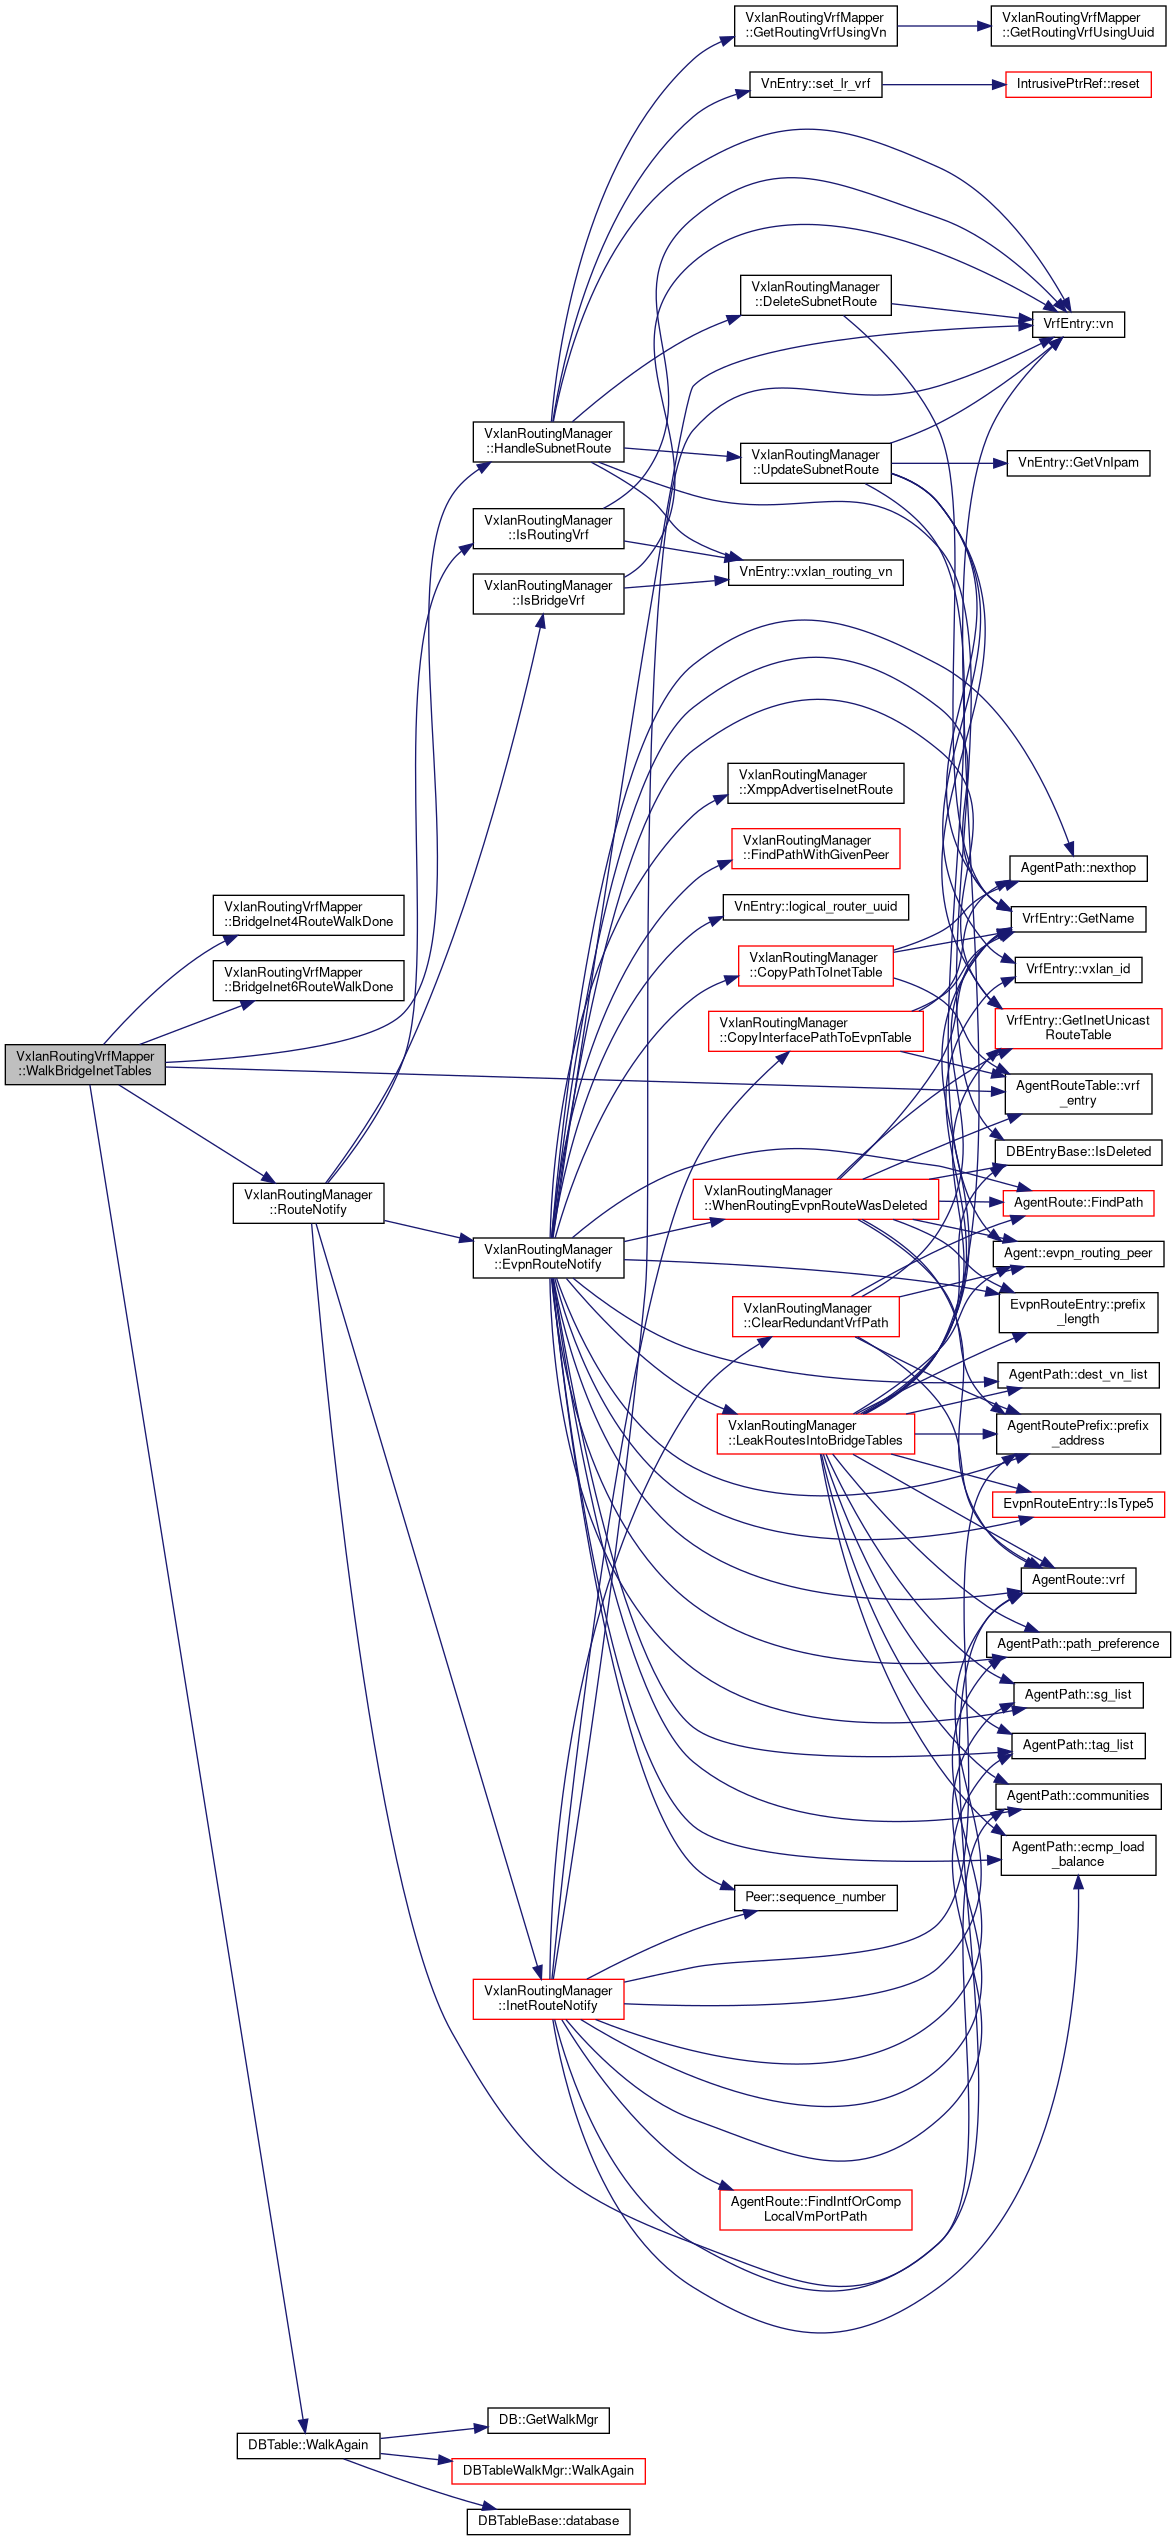 VxlanRoutingVrfMapper
::WalkBridgeInetTables
VxlanRoutingVrfMapper
::BridgeInet4RouteWalkDone
VxlanRoutingVrfMapper
::BridgeInet6RouteWalkDone
VxlanRoutingManager
::RouteNotify
DBTable::WalkAgain
VxlanRoutingManager
::HandleSubnetRoute
VxlanRoutingManager
::IsRoutingVrf
VxlanRoutingManager
::IsBridgeVrf
VxlanRoutingManager
::EvpnRouteNotify
VxlanRoutingManager
::InetRouteNotify
DB::GetWalkMgr
DBTableWalkMgr::WalkAgain
DBTableBase::database
VxlanRoutingVrfMapper
::GetRoutingVrfUsingVn
VnEntry::set_lr_vrf
VxlanRoutingManager
::DeleteSubnetRoute
VxlanRoutingManager
::UpdateSubnetRoute
VnEntry::vxlan_routing_vn
VxlanRoutingManager
::XmppAdvertiseInetRoute
VxlanRoutingManager
::FindPathWithGivenPeer
VnEntry::logical_router_uuid
VxlanRoutingManager
::CopyPathToInetTable
VxlanRoutingManager
::CopyInterfacePathToEvpnTable
VxlanRoutingManager
::WhenRoutingEvpnRouteWasDeleted
VxlanRoutingManager
::ClearRedundantVrfPath
VxlanRoutingManager
::LeakRoutesIntoBridgeTables
Peer::sequence_number
AgentRoute::FindIntfOrComp
LocalVmPortPath
VxlanRoutingVrfMapper
::GetRoutingVrfUsingUuid
IntrusivePtrRef::reset
VrfEntry::vn
VnEntry::GetVnIpam
AgentPath::nexthop
VrfEntry::GetName
VrfEntry::vxlan_id
VrfEntry::GetInetUnicast
RouteTable
AgentRouteTable::vrf
_entry
DBEntryBase::IsDeleted
AgentRoute::FindPath
Agent::evpn_routing_peer
EvpnRouteEntry::prefix
_length
AgentPath::dest_vn_list
AgentRoutePrefix::prefix
_address
EvpnRouteEntry::IsType5
AgentRoute::vrf
AgentPath::path_preference
AgentPath::sg_list
AgentPath::tag_list
AgentPath::communities
AgentPath::ecmp_load
_balance